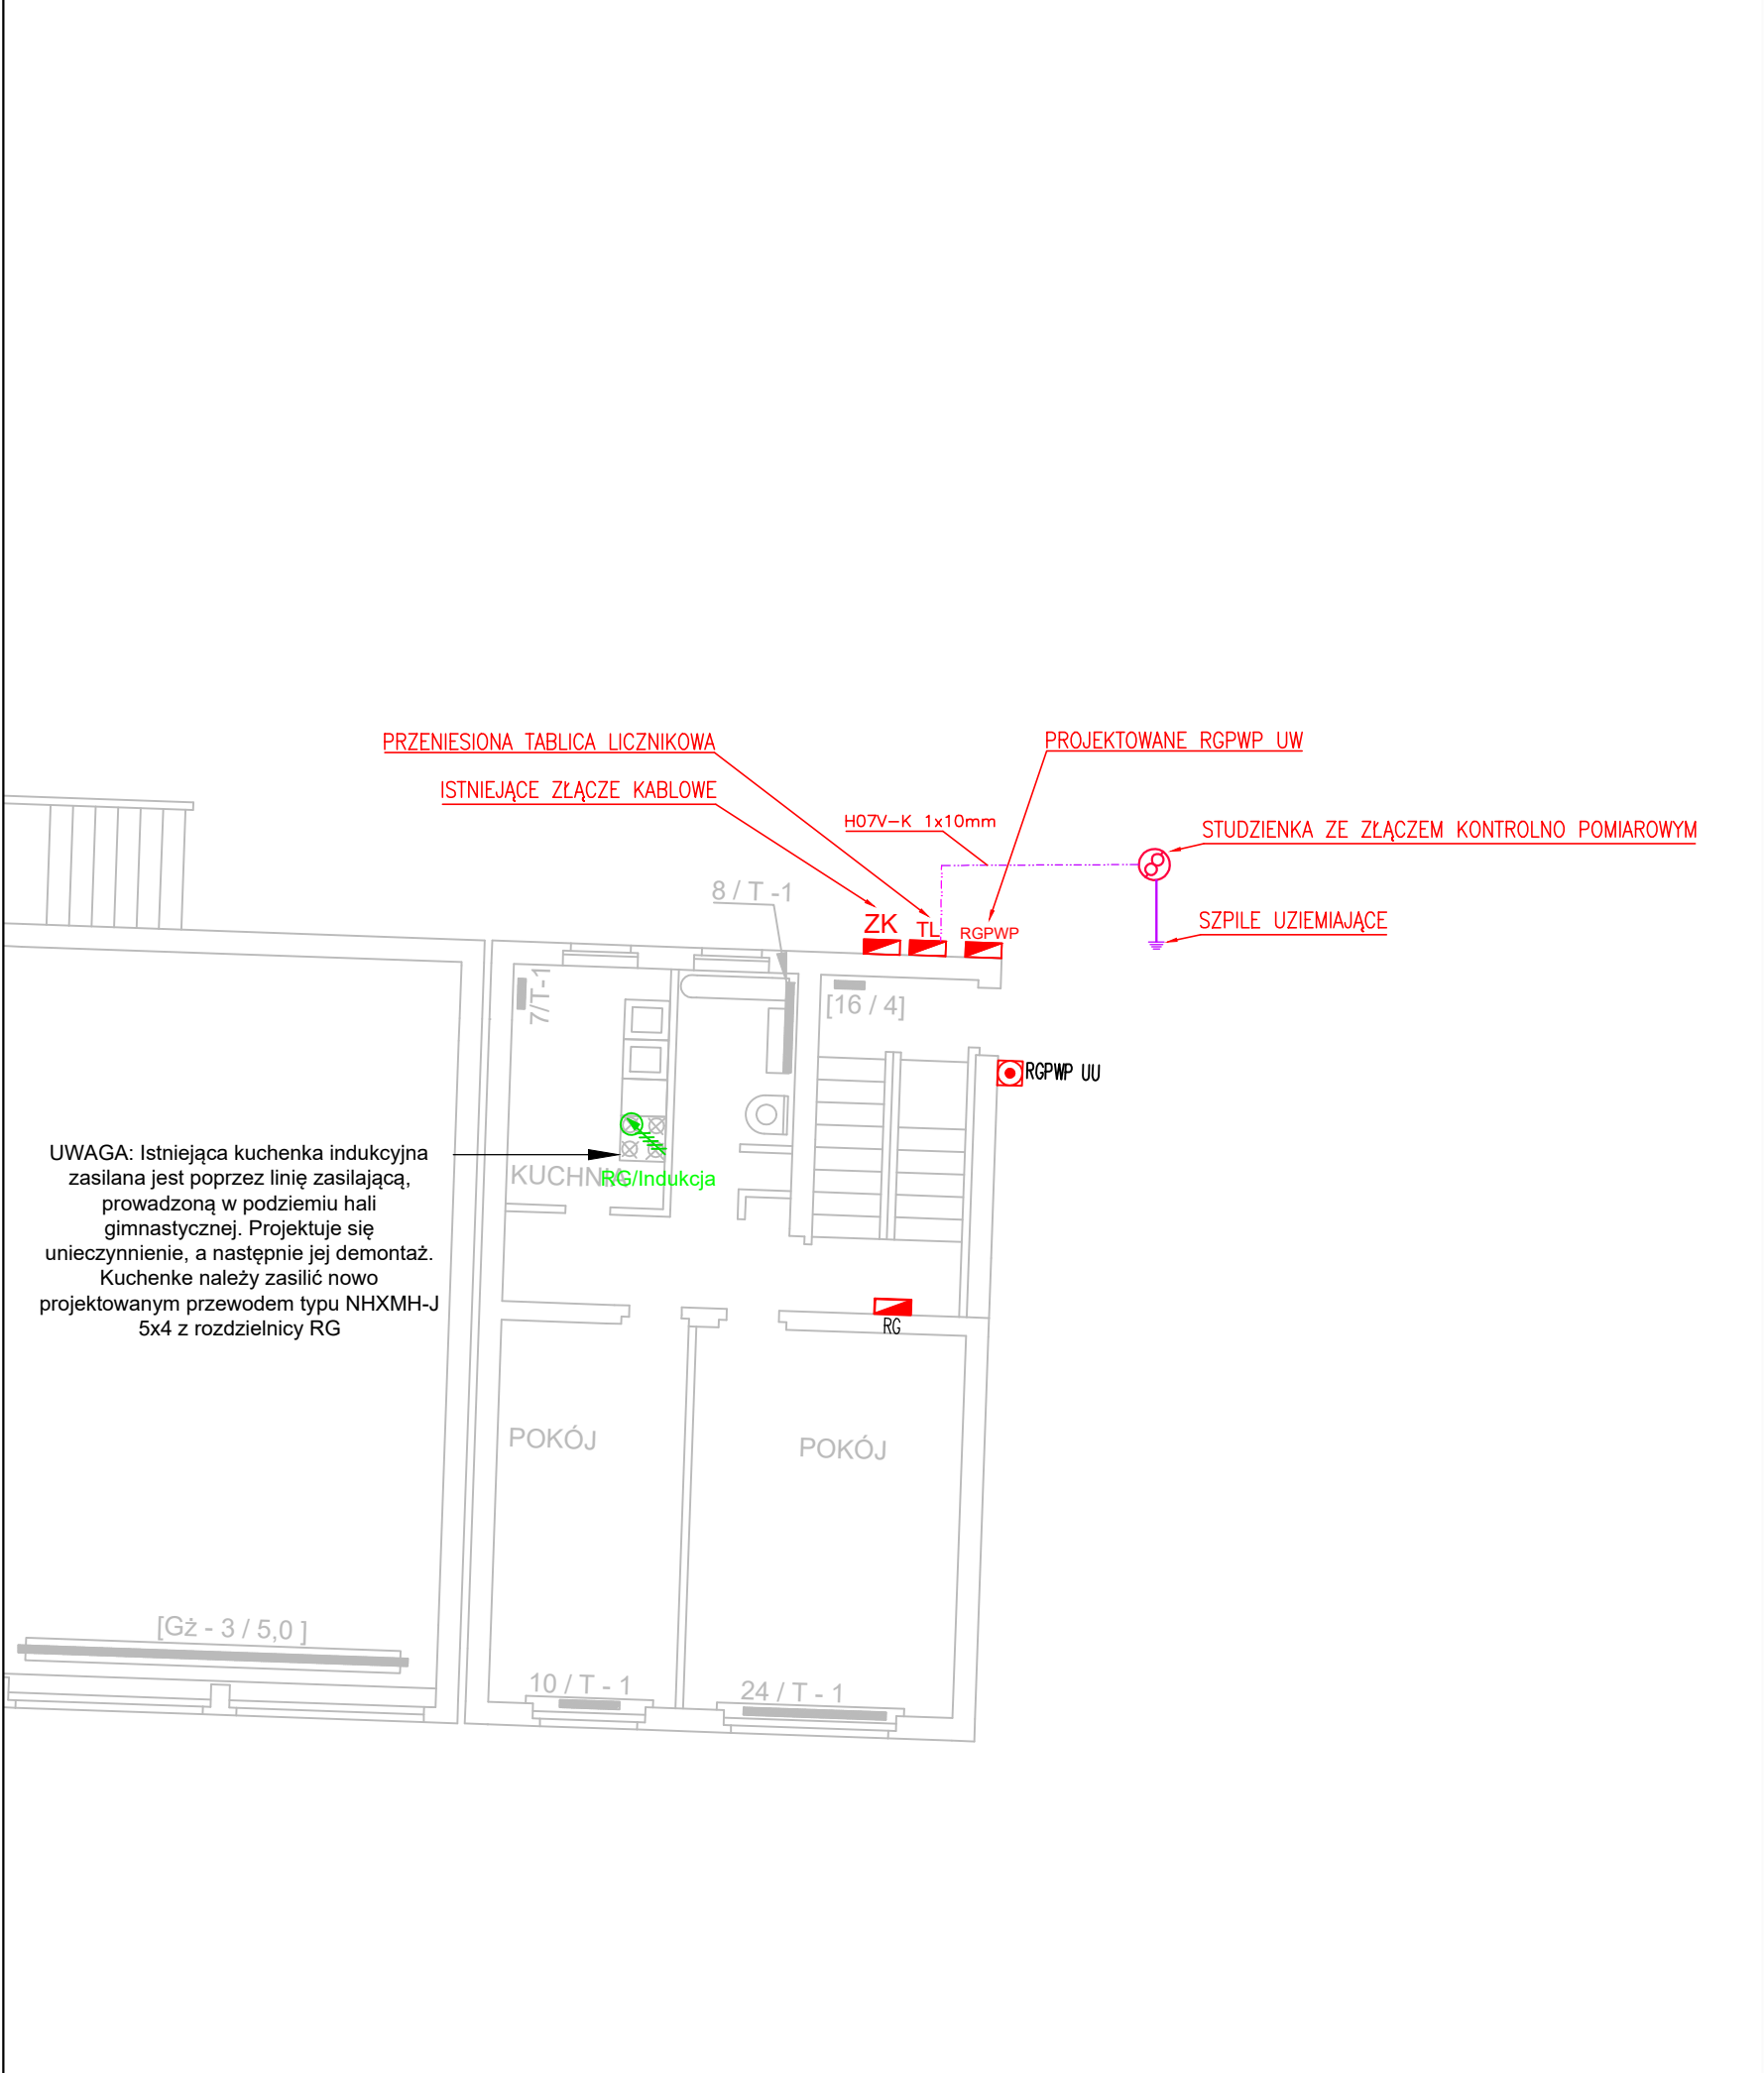 PRZENIESIONA TABLICA LICZNIKOWA
PROJEKTOWANE RGPWP UW
ISTNIEJĄCE ZŁĄCZE KABLOWE
H07V-K 1x10mm
STUDZIENKA ZE ZŁĄCZEM KONTROLNO POMIAROWYM
8 / T -1
ZK
TL
RGPWP
SZPILE UZIEMIAJĄCE
7/T-1
[16 / 4]
RGPWP UU
UWAGA: Istniejąca kuchenka indukcyjna
zasilana jest poprzez linię zasilającą,
prowadzoną w podziemiu hali
gimnastycznej. Projektuje się
unieczynnienie, a następnie jej demontaż.
Kuchenke należy zasilić nowo
projektowanym przewodem typu NHXMH-J
5x4 z rozdzielnicy RG
KUCHNIA
RG/Indukcja
RG
POKÓJ
POKÓJ
[Gż - 3 / 5,0 ]
10 / T - 1
24 / T - 1